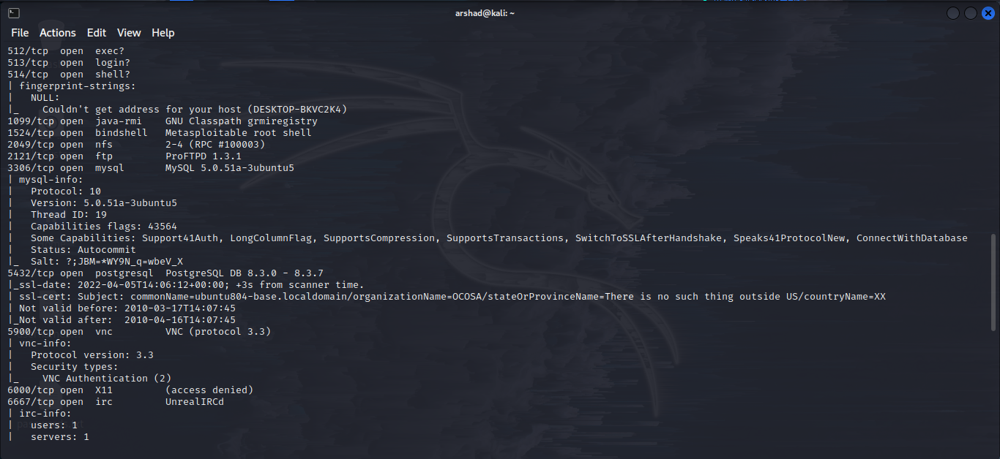 arshad@kali: ~
File Actions Edit View Help
512/tcp  open  exec?
513/tcp  open  login?
514/tcp  open  shell?
| fingerprint-strings:
|   NULL:
|_    Couldn't get address for your host (DESKTOP-BKVC2K4)
1099/tcp open  java-rmi    GNU Classpath grmiregistry
1524/tcp open  bindshell   Metasploitable root shell
2049/tcp open  nfs         2-4 (RPC #100003)
2121/tcp open  ftp         ProFTPD 1.3.1
3306/tcp open  mysql       MySQL 5.0.51a-3ubuntu5
| mysql-info:
|   Protocol: 10
|   Version: 5.0.51a-3ubuntu5
|   Thread ID: 19
|   Capabilities flags: 43564
|   Some Capabilities: Support41Auth, LongColumnFlag, SupportsCompression, SupportsTransactions, SwitchToSSLAfterHandshake, Speaks41ProtocolNew, ConnectWithDatabase
|   Status: Autocommit
|_  Salt: ?;JBM=*WY9N_q=wbeV_X
5432/tcp open  postgresql  PostgreSQL DB 8.3.0 - 8.3.7
|_ssl-date: 2022-04-05T14:06:12+00:00; +3s from scanner time.
| ssl-cert: Subject: commonName=ubuntu804-base.localdomain/organizationName=OCOSA/stateOrProvinceName=There is no such thing outside US/countryName=XX
| Not valid before: 2010-03-17T14:07:45
|_Not valid after:  2010-04-16T14:07:45
5900/tcp open  vnc         VNC (protocol 3.3)
| vnc-info:
|   Protocol version: 3.3
|   Security types:
|_    VNC Authentication (2)
6000/tcp open  X11         (access denied)
6667/tcp open  irc         UnrealIRCd
| irc-info:
|   users: 1
|   servers: 1